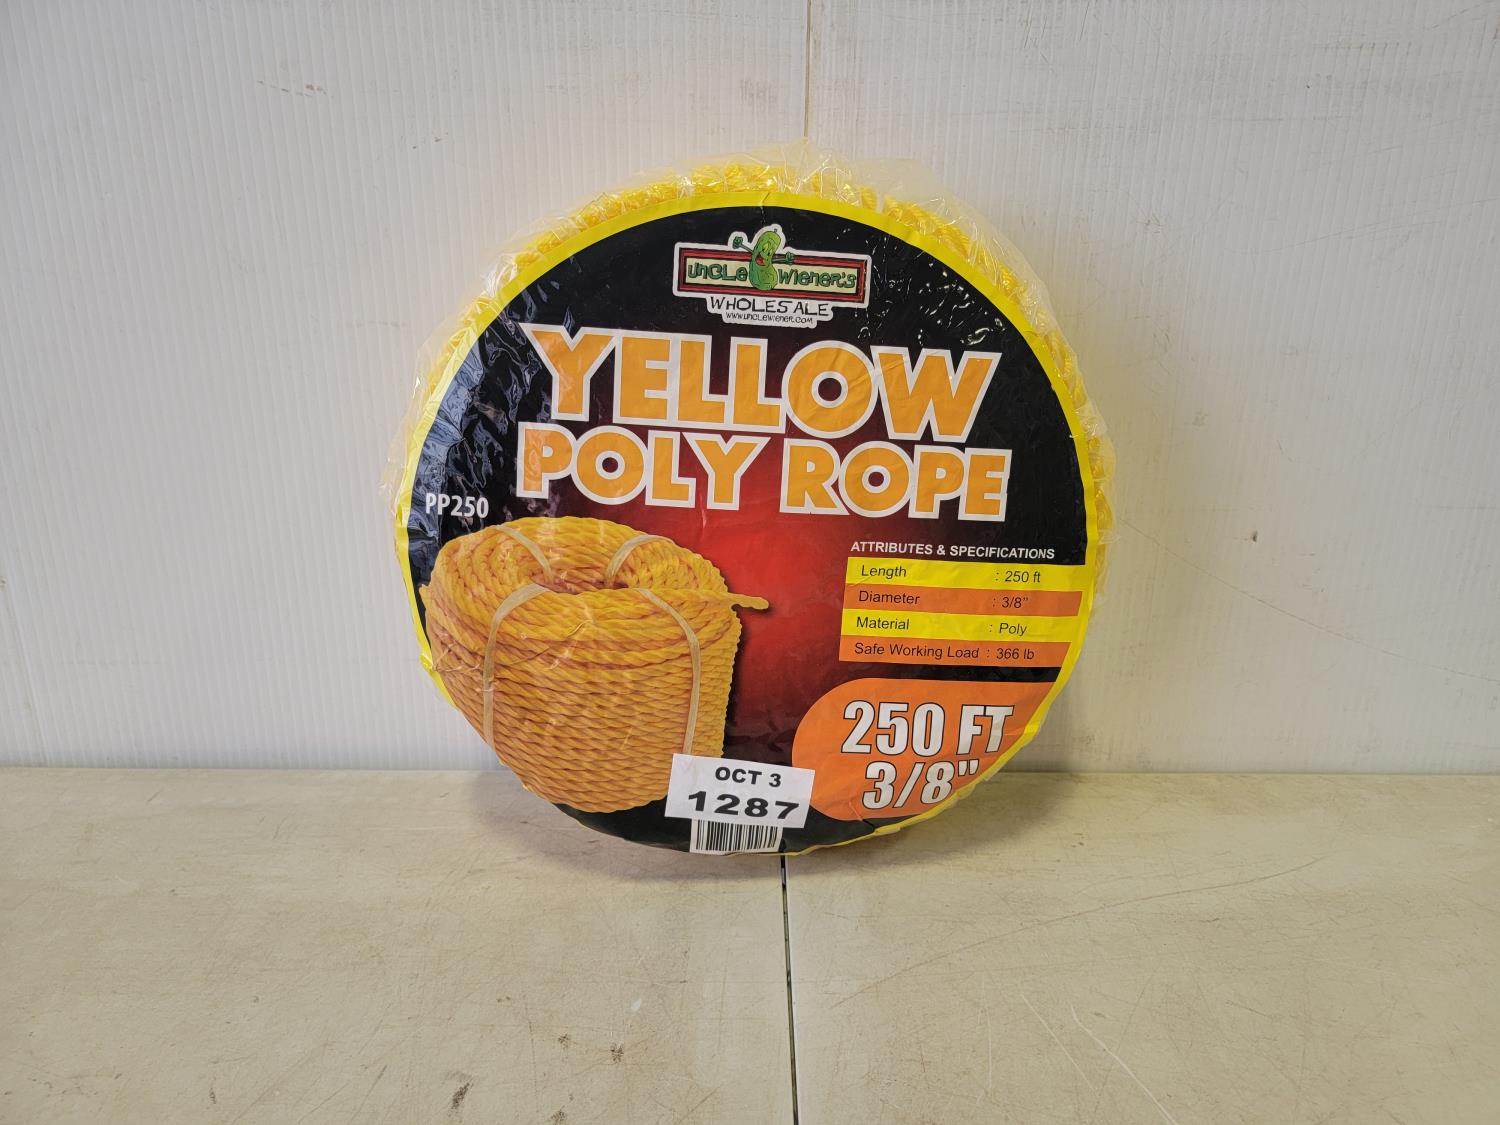 UNCLE WIENER'S
WHOLESALE
WWW.UNCLEWIENER.COM
YELLOW
POLY ROPE
PP250
ATTRIBUTES & SPECIFICATIONS
Length : 250 ft
Diameter : 3/8"
Material : Poly
Safe Working Load : 366 lb
250 FT
3/8"
OCT 3
1287